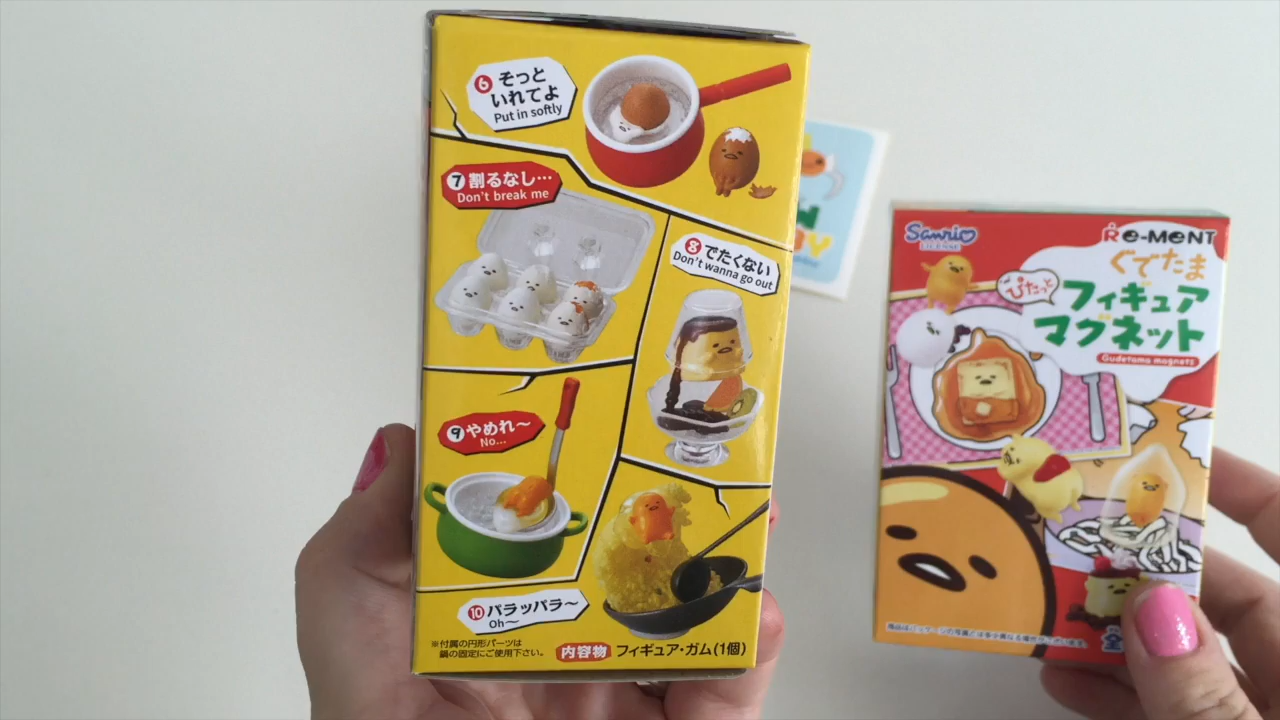 6 そっと
いれてよ
Put in softly
7 割るなし…
Don't break me
8 でたくない
Don't wanna go out
9 やめれ~
No...
10 パラッパラ~
Oh~
※付属の円形パーツは
鍋の固定にご使用下さい。
内容物 フィギュア・ガム(1個)
Sanrio
RE-MENT
ぐでたま
ぴたっと
フィギュア
マグネット
Gudetama magnets
全